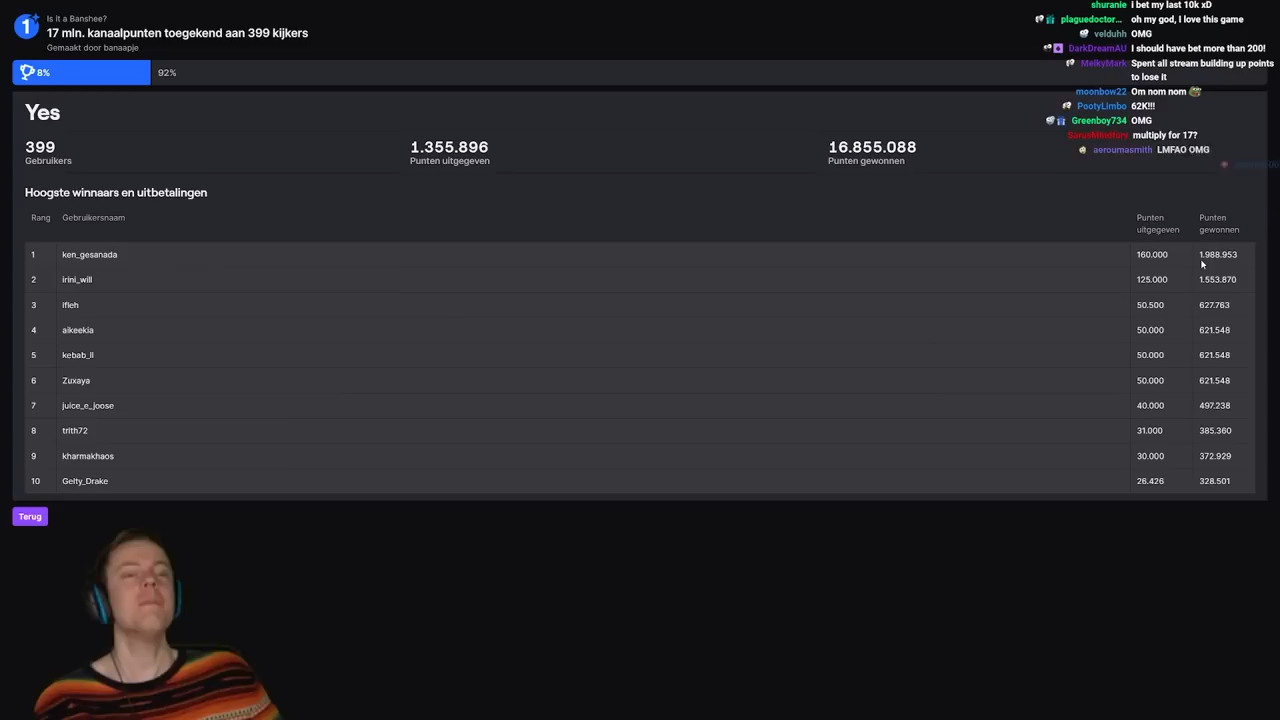 Is it a Banshee?
17 mln. kanaalpunten toegekend aan 399 kijkers
Gemaakt door banaapje
8%
92%
Yes
399
Gebruikers
1.355.896
Punten uitgegeven
16.855.088
Punten gewonnen
Hoogste winnaars en uitbetalingen
Rang Gebruikersnaam Punten uitgegeven Punten gewonnen
1 ken_gesanada 160.000 1.988.953
2 irini_will 125.000 1.553.870
3 lfleh 50.500 627.763
4 aikeekia 50.000 621.548
5 kebab_ll 50.000 621.548
6 Zuxaya 50.000 621.548
7 juice_e_joose 40.000 497.238
8 trith72 31.000 385.360
9 kharmakhaos 30.000 372.929
10 Gelty_Drake 26.426 328.501
Terug
shuranie i bet my last 10k xD
plaguedoctor... oh my god, I love this game
velduhh OMG
DarkDreamAU I should have bet more than 200!
MelkyMark Spent all stream building up points
to lose it
moonbow22 Om nom nom
PootyLimbo 62K!!!
Greenboy734 OMG
SarusMindfury multiply for 17?
aeroumasmith LMFAO OMG